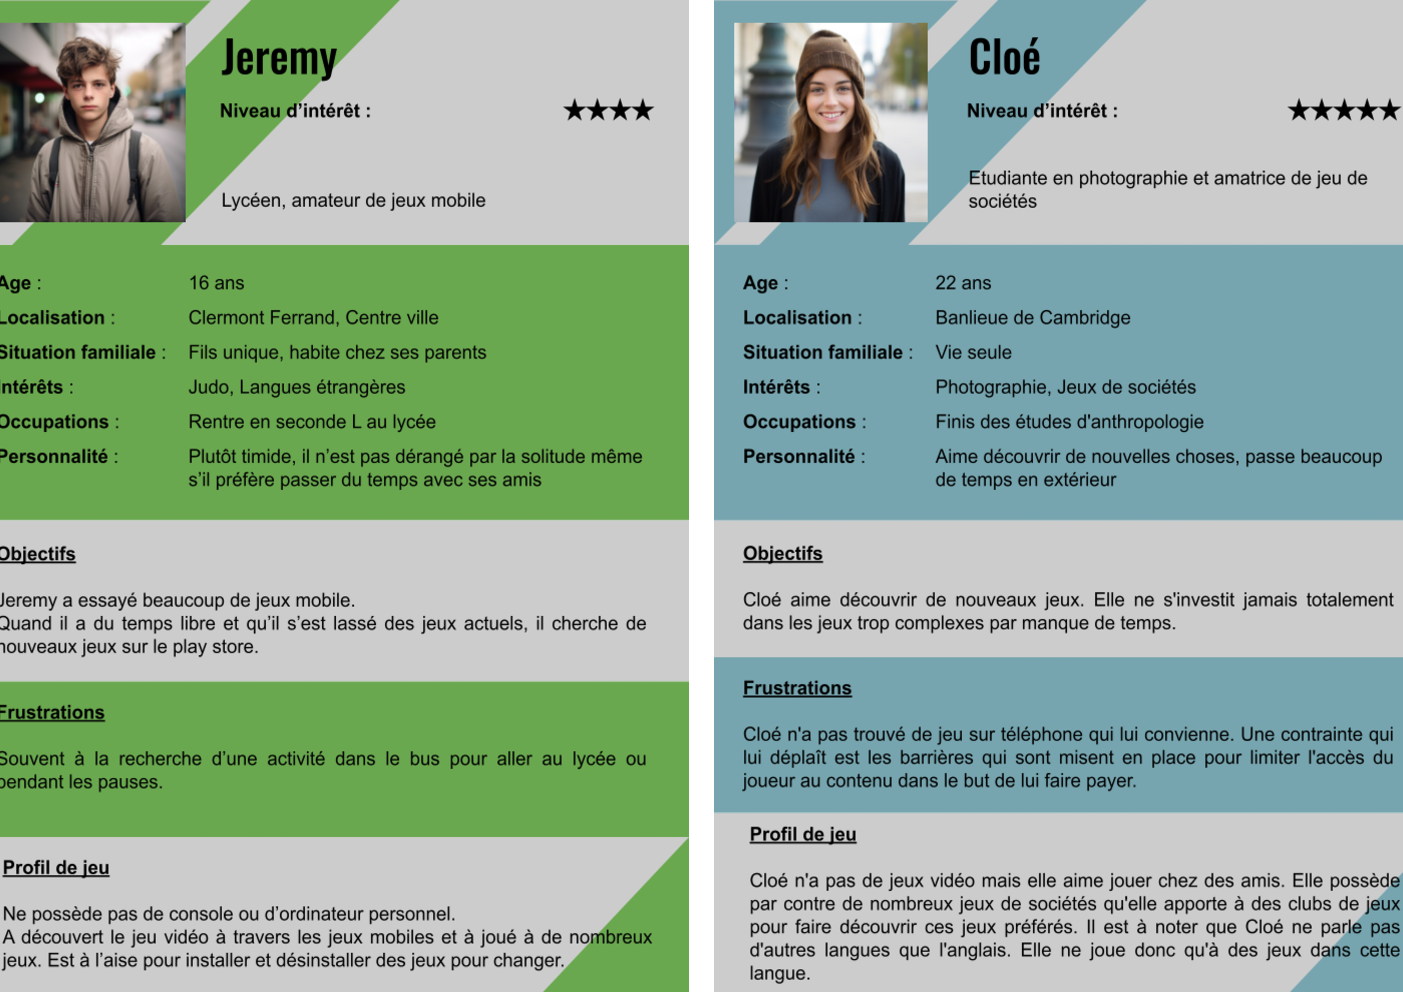 Jeremy
Niveau d’intérêt : ★★★★
Lycéen, amateur de jeux mobile
Age : 16 ans
Localisation : Clermont Ferrand, Centre ville
Situation familiale : Fils unique, habite chez ses parents
Intérêts : Judo, Langues étrangères
Occupations : Rentre en seconde L au lycée
Personnalité : Plutôt timide, il n’est pas dérangé par la solitude même
s’il préfère passer du temps avec ses amis
Objectifs
Jeremy a essayé beaucoup de jeux mobile.
Quand il a du temps libre et qu’il s’est lassé des jeux actuels, il cherche de
nouveaux jeux sur le play store.
Frustrations
Souvent à la recherche d’une activité dans le bus pour aller au lycée ou
pendant les pauses.
Profil de jeu
Ne possède pas de console ou d’ordinateur personnel.
A découvert le jeu vidéo à travers les jeux mobiles et à joué à de nombreux
jeux. Est à l’aise pour installer et désinstaller des jeux pour changer.
Cloé
Niveau d’intérêt : ★★★★★
Etudiante en photographie et amatrice de jeu de
sociétés
Age : 22 ans
Localisation : Banlieue de Cambridge
Situation familiale : Vie seule
Intérêts : Photographie, Jeux de sociétés
Occupations : Finis des études d'anthropologie
Personnalité : Aime découvrir de nouvelles choses, passe beaucoup
de temps en extérieur
Objectifs
Cloé aime découvrir de nouveaux jeux. Elle ne s'investit jamais totalement
dans les jeux trop complexes par manque de temps.
Frustrations
Cloé n'a pas trouvé de jeu sur téléphone qui lui convienne. Une contrainte qui
lui déplaît est les barrières qui sont misent en place pour limiter l'accès du
joueur au contenu dans le but de lui faire payer.
Profil de jeu
Cloé n'a pas de jeux vidéo mais elle aime jouer chez des amis. Elle possède
par contre de nombreux jeux de sociétés qu'elle apporte à des clubs de jeux
pour faire découvrir ces jeux préférés. Il est à noter que Cloé ne parle pas
d'autres langues que l'anglais. Elle ne joue donc qu'à des jeux dans cette
langue.